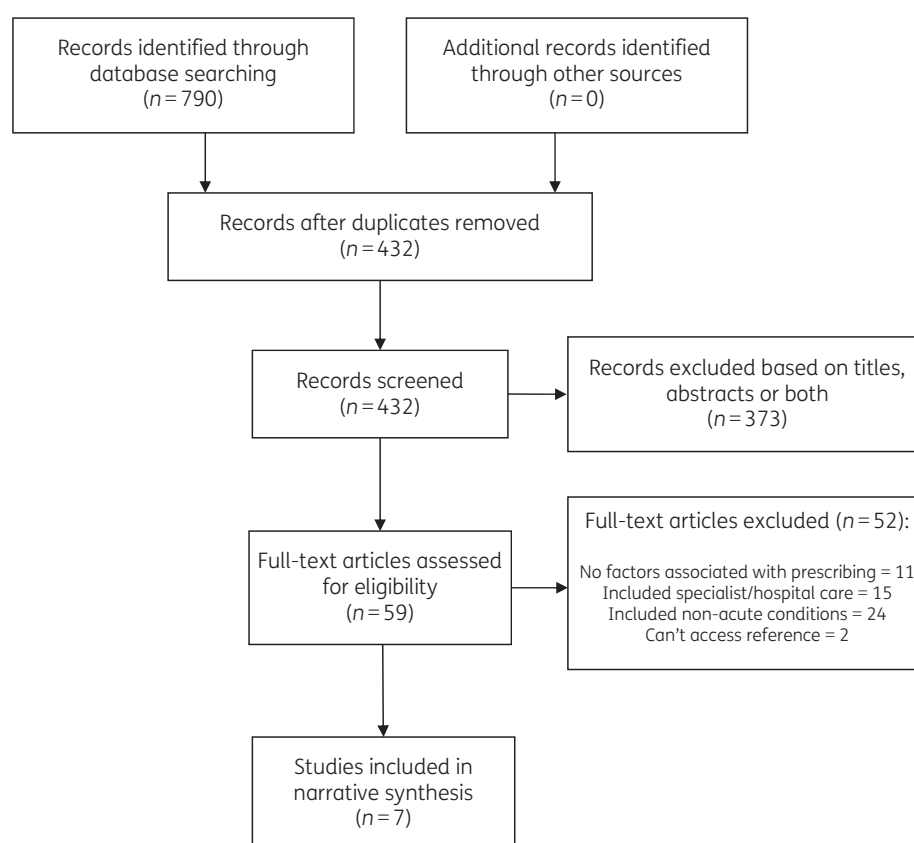 Records identified through
database searching
(n = 790)
Additional records identified
through other sources
(n = 0)
Records after duplicates removed
(n = 432)
Records screened
(n = 432)
Records excluded based on titles,
abstracts or both
(n = 373)
Full-text articles assessed
for eligibility
(n = 59)
Full-text articles excluded (n = 52):
No factors associated with prescribing = 11
Included specialist/hospital care = 15
Included non-acute conditions = 24
Can't access reference = 2
Studies included in
narrative synthesis
(n = 7)